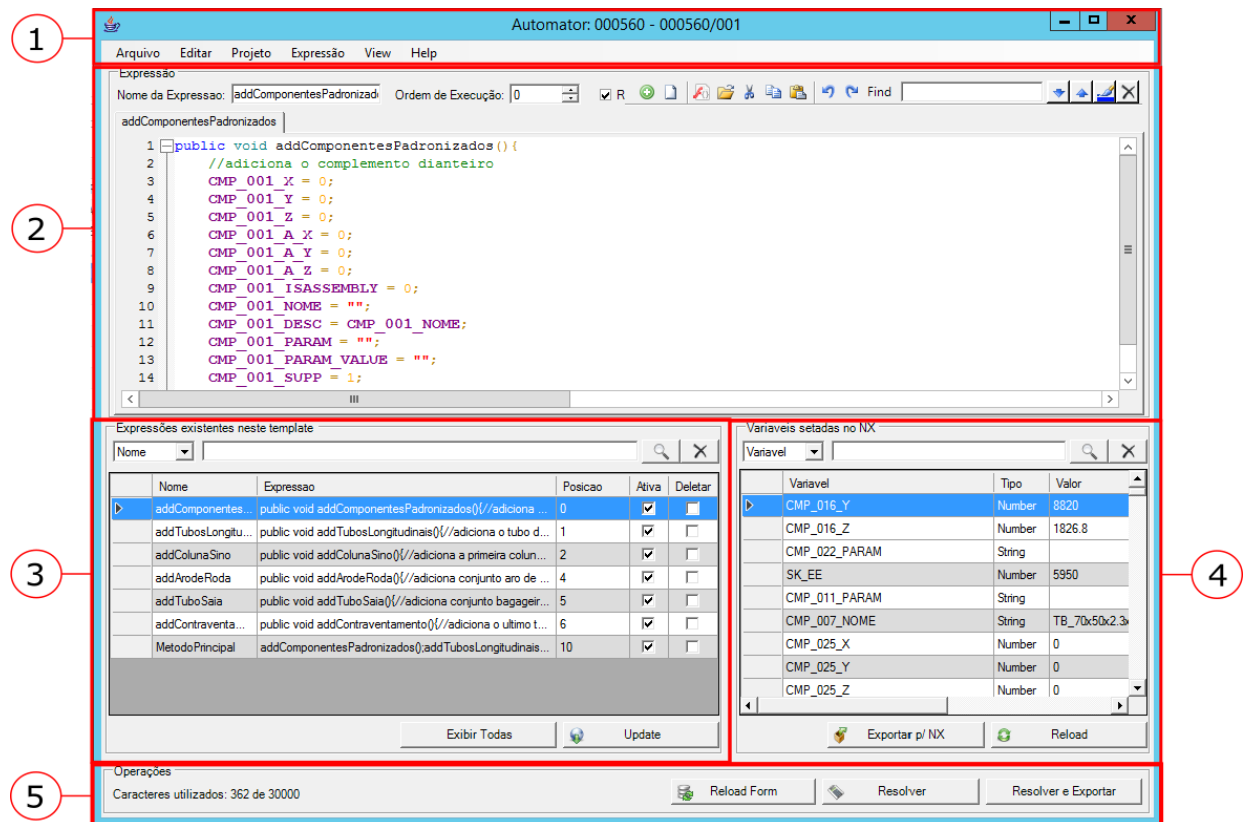 1
Automator: 000560 - 000560/001
Arquivo Editar Projeto Expressão View Help
2
Expressão
Nome da Expressao: addComponentesPadronizad Ordem de Execução: 0 R Find
addComponentesPadronizados
1 public void addComponentesPadronizados(){
2 //adiciona o complemento dianteiro
3 CMP_001_X = 0;
4 CMP_001_Y = 0;
5 CMP_001_Z = 0;
6 CMP_001_A_X = 0;
7 CMP_001_A_Y = 0;
8 CMP_001_A_Z = 0;
9 CMP_001_ISASSEMBLY = 0;
10 CMP_001_NOME = "";
11 CMP_001_DESC = CMP_001_NOME;
12 CMP_001_PARAM = "";
13 CMP_001_PARAM_VALUE = "";
14 CMP_001_SUPP = 1;
3
Expressões existentes neste template
Nome
Nome Expressao Posicao Ativa Deletar
addComponentes... public void addComponentesPadronizados(){//adiciona ... 0
addTubosLongitu... public void addTubosLongitudinais(){//adiciona o tubo d... 1
addColunaSino public void addColunaSino(){//adiciona a primeira colun... 2
addArodeRoda public void addArodeRoda(){//adiciona conjunto aro de ... 4
addTuboSaia public void addTuboSaia(){//adiciona conjunto bagageir... 5
addContraventa... public void addContraventamento(){//adiciona o ultimo t... 6
MetodoPrincipal addComponentesPadronizados();addTubosLongitudinais... 10
Exibir Todas Update
4
Variaveis setadas no NX
Variavel
Variavel Tipo Valor
CMP_016_Y Number 8820
CMP_016_Z Number 1826.8
CMP_022_PARAM String
SK_EE Number 5950
CMP_011_PARAM String
CMP_007_NOME String TB_70x50x2.3x
CMP_025_X Number 0
CMP_025_Y Number 0
CMP_025_Z Number 0
Exportar p/ NX Reload
5
Operações
Caracteres utilizados: 362 de 30000 Reload Form Resolver Resolver e Exportar